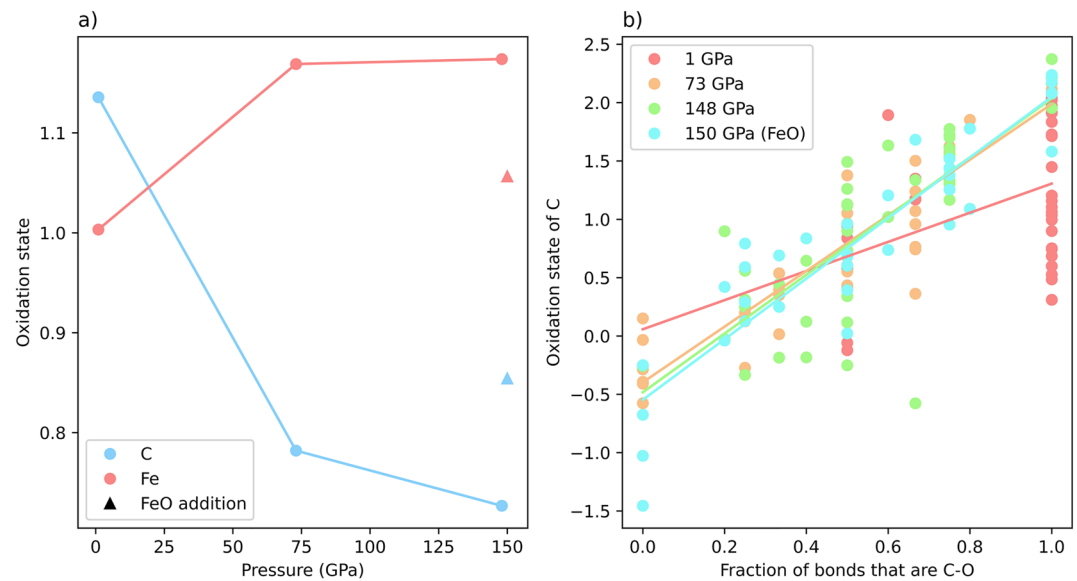 a)
Oxidation state
1.1
1.0
0.9
0.8
C
Fe
FeO addition
0 25 50 75 100 125 150
Pressure (GPa)
b)
Oxidation state of C
2.5
2.0
1.5
1.0
0.5
0.0
−0.5
−1.0
−1.5
1 GPa
73 GPa
148 GPa
150 GPa (FeO)
0.0 0.2 0.4 0.6 0.8 1.0
Fraction of bonds that are C-O